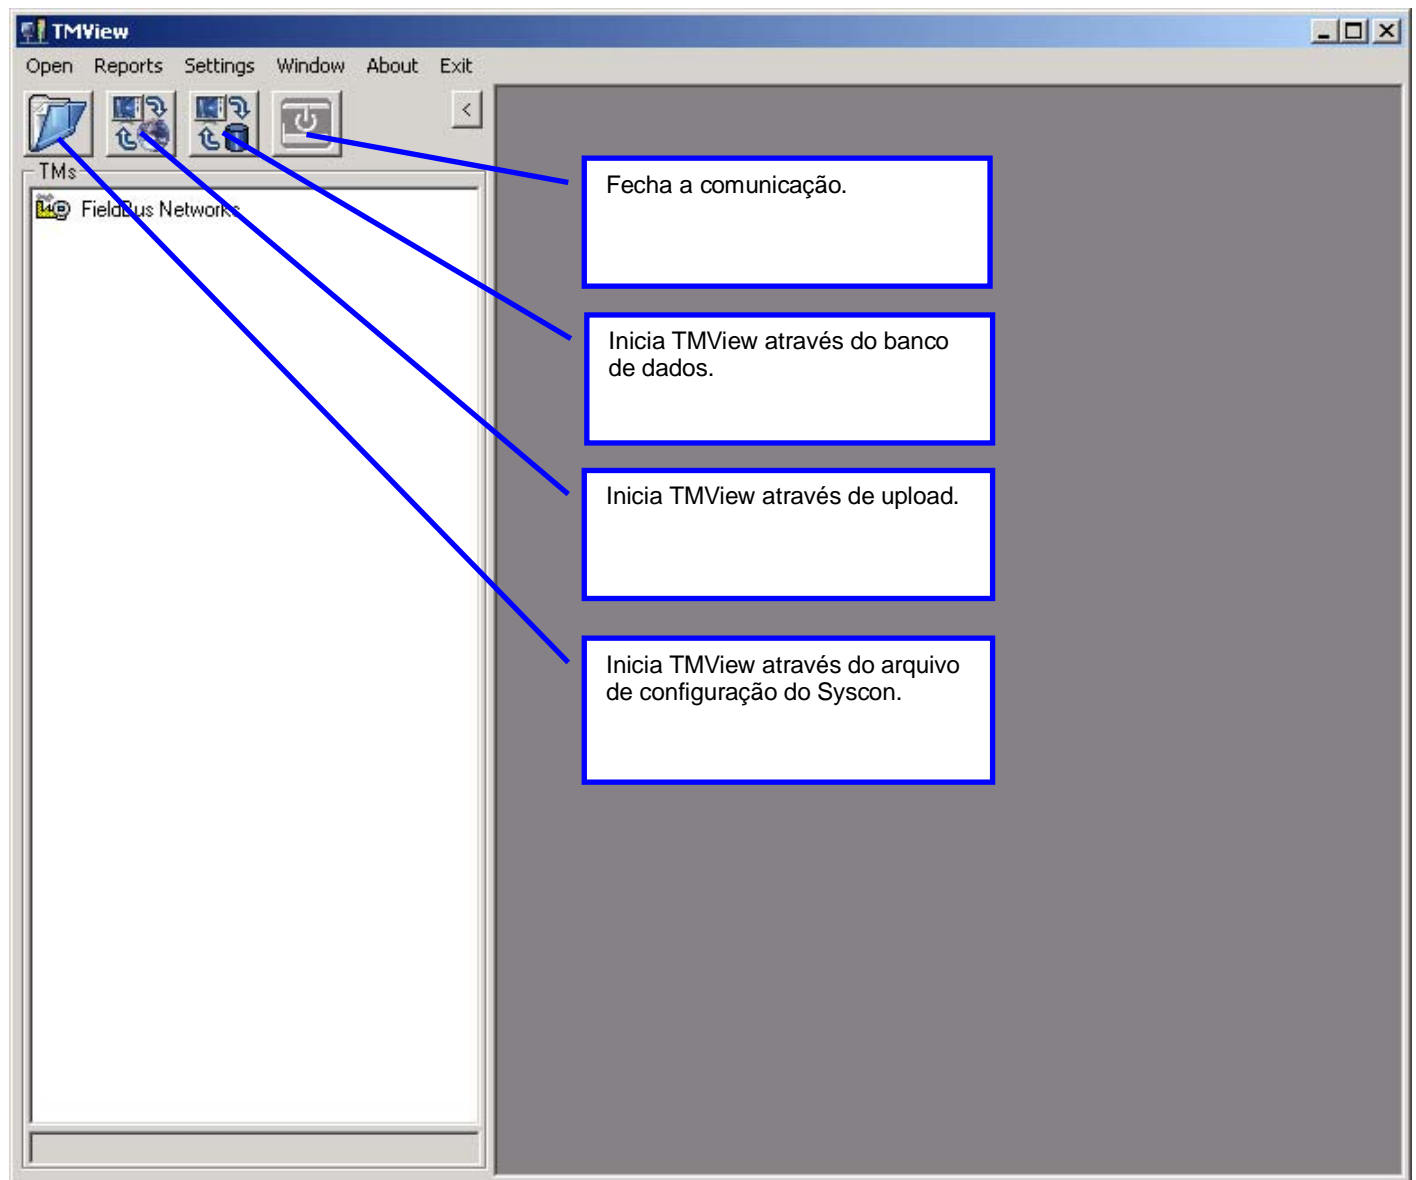 TMView
Open Reports Settings Window About Exit
<
TMs
FieldBus Networks
Fecha a comunicação.
Inicia TMView através do banco
de dados.
Inicia TMView através de upload.
Inicia TMView através do arquivo
de configuração do Syscon.